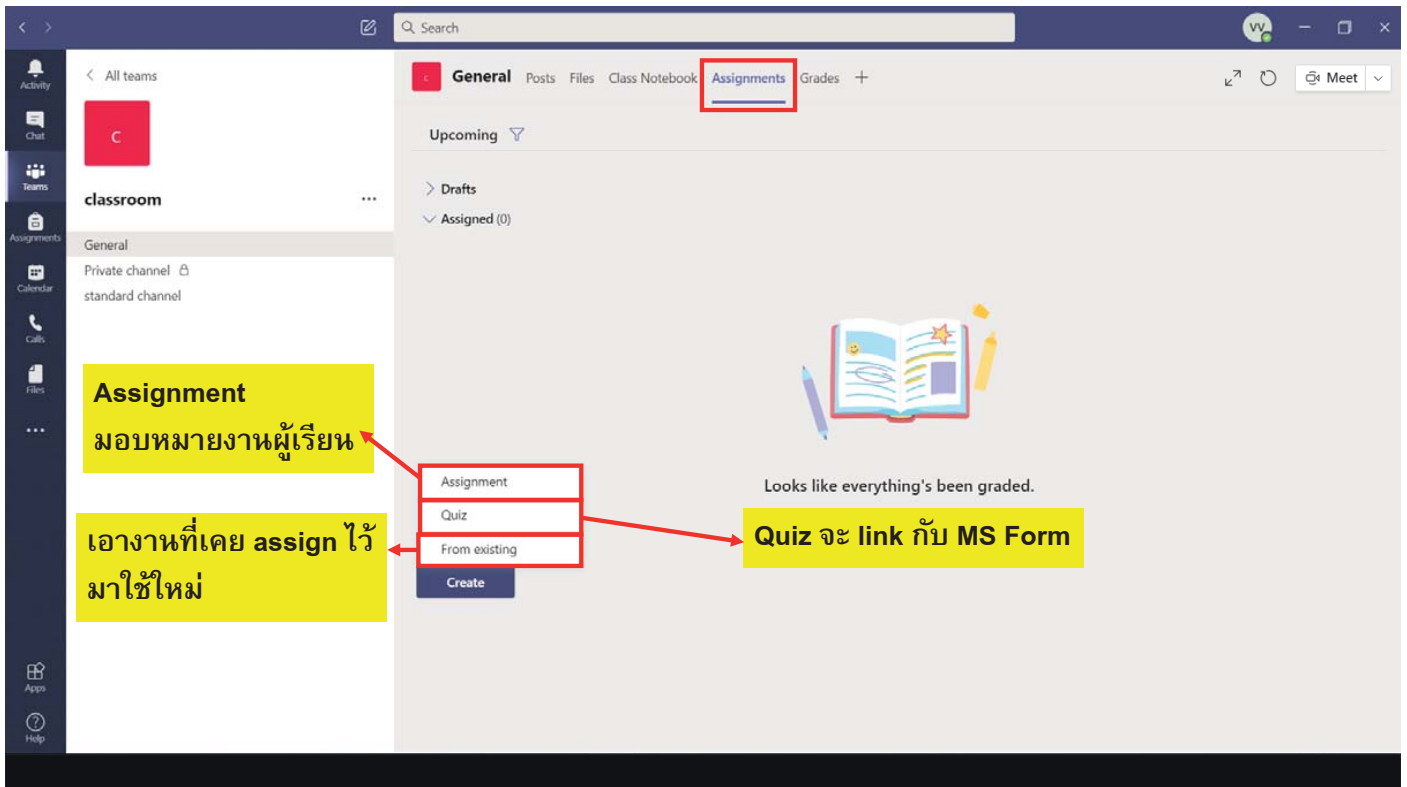 Search
VV
Activity
Chat
Teams
Assignments
Calendar
Calls
Files
Apps
Help
All teams
C
classroom
General
Private channel
standard channel
c
General Posts Files Class Notebook Assignments Grades
Meet
Upcoming
Drafts
Assigned (0)
Assignment
มอบหมายงานผู้เรียน
เอางานที่เคย assign ไว้
มาใช้ใหม่
Assignment
Quiz
From existing
Create
Looks like everything's been graded.
Quiz จะ link กับ MS Form